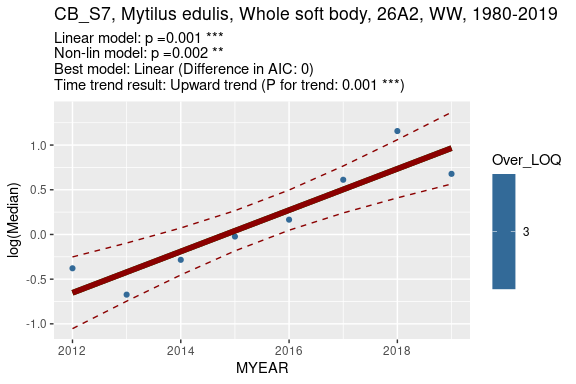 CB_S7, Mytilus edulis, Whole soft body, 26A2, WW, 1980-2019
Linear model: p =0.001 ***
Non-lin model: p =0.002 **
Best model: Linear (Difference in AIC: 0)
Time trend result: Upward trend (P for trend: 0.001 ***)
log(Median)
1.0
0.5
0.0
-0.5
-1.0
2012
2014
2016
2018
MYEAR
Over_LOQ
3